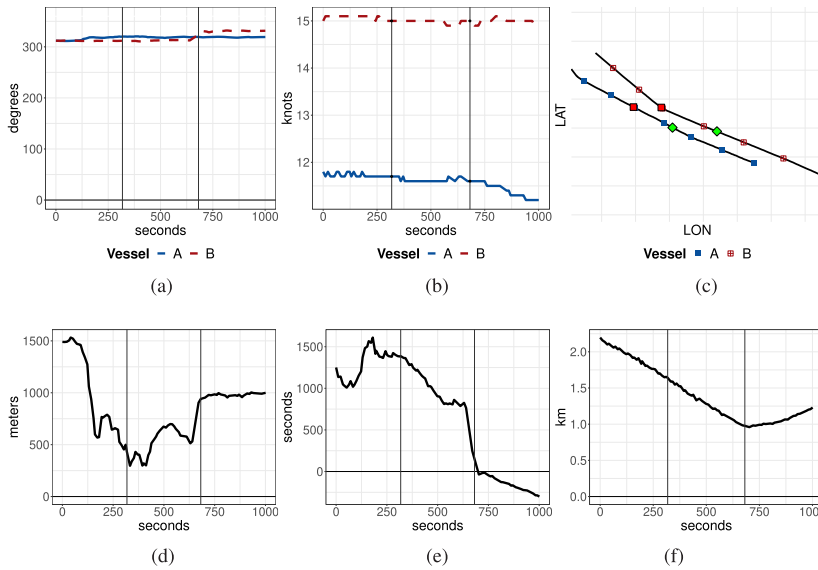 degrees
300
200
100
0
0
250
500
750
1000
seconds
Vessel A B
(a)
knots
15
14
13
12
0
250
500
750
1000
seconds
Vessel A B
(b)
LAT
LON
Vessel A B
(c)
meters
1500
1000
500
0
0
250
500
750
1000
seconds
(d)
seconds
1500
1000
500
0
0
250
500
750
1000
seconds
(e)
km
2.0
1.5
1.0
0.5
0.0
0
250
500
750
1000
seconds
(f)